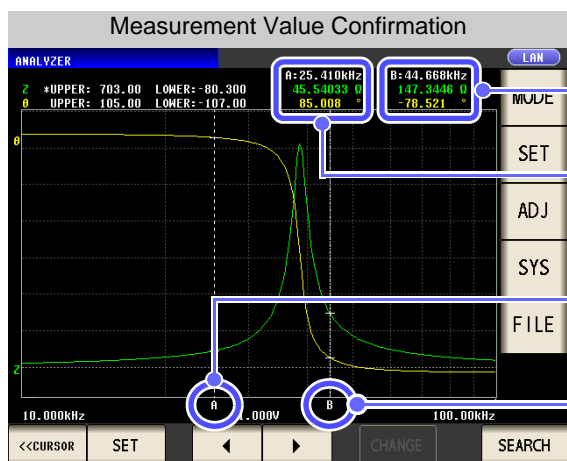 Measurement Value Confirmation
ANALYZER
LAN
A:25.410kHz B:44.668kHz
Z *UPPER: 703.00 LOWER:-80.300 45.54033 Ω 147.3446 Ω
θ UPPER: 105.00 LOWER:-107.00 85.008 ° -78.521 °
MODE
θ
SET
ADJ
SYS
FILE
Z
A B
10.000kHz 1.000V 100.00kHz
<<CURSOR SET ◀ ▶ CHANGE SEARCH